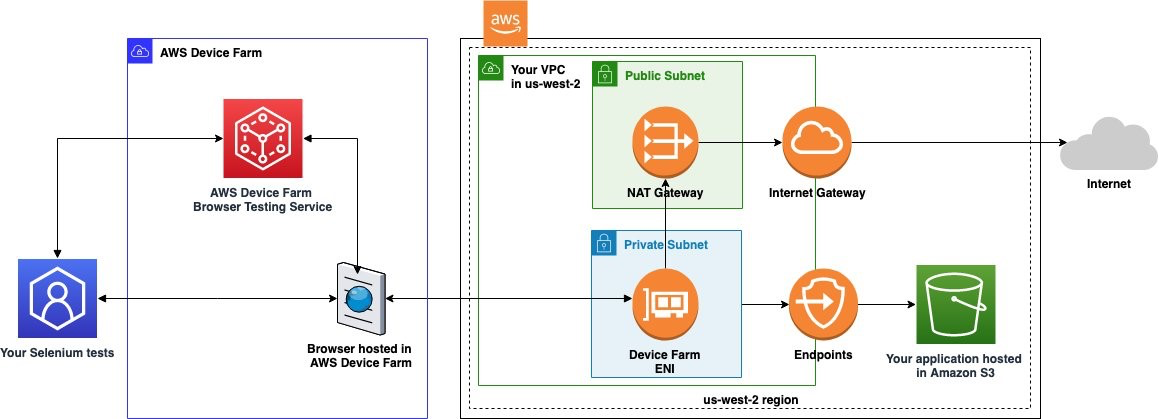 aws
AWS Device Farm
Your VPC
in us-west-2
Public Subnet
NAT Gateway
Internet Gateway
Internet
AWS Device Farm
Browser Testing Service
Private Subnet
Your Selenium tests
Browser hosted in
AWS Device Farm
Device Farm
ENI
Endpoints
Your application hosted
in Amazon S3
us-west-2 region